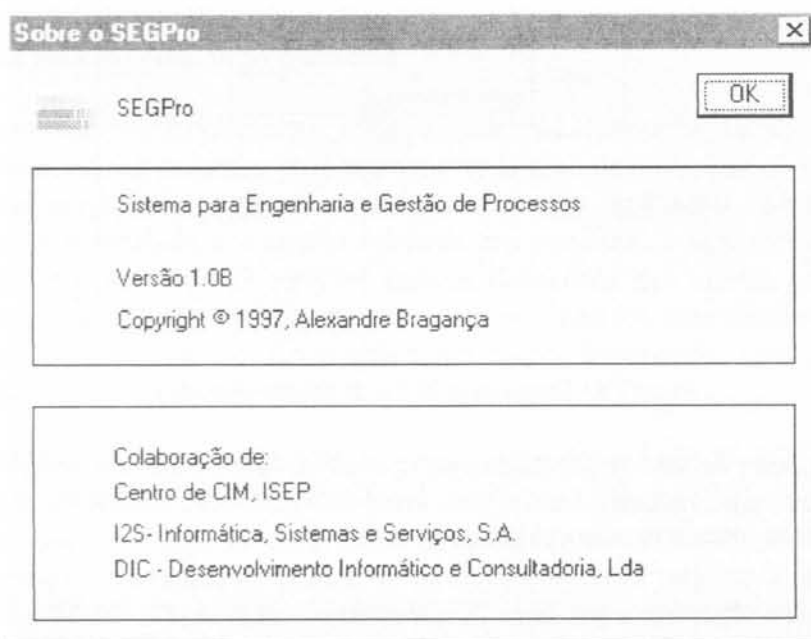 Sobre o SEGPro
SEGPro
OK
Sistema para Engenharia e Gestão de Processos
Versão 1.0B
Copyright © 1997, Alexandre Bragança
Colaboração de:
Centro de CIM, ISEP
I2S- Informática, Sistemas e Serviços, S.A.
DIC - Desenvolvimento Informático e Consultadoria, Lda